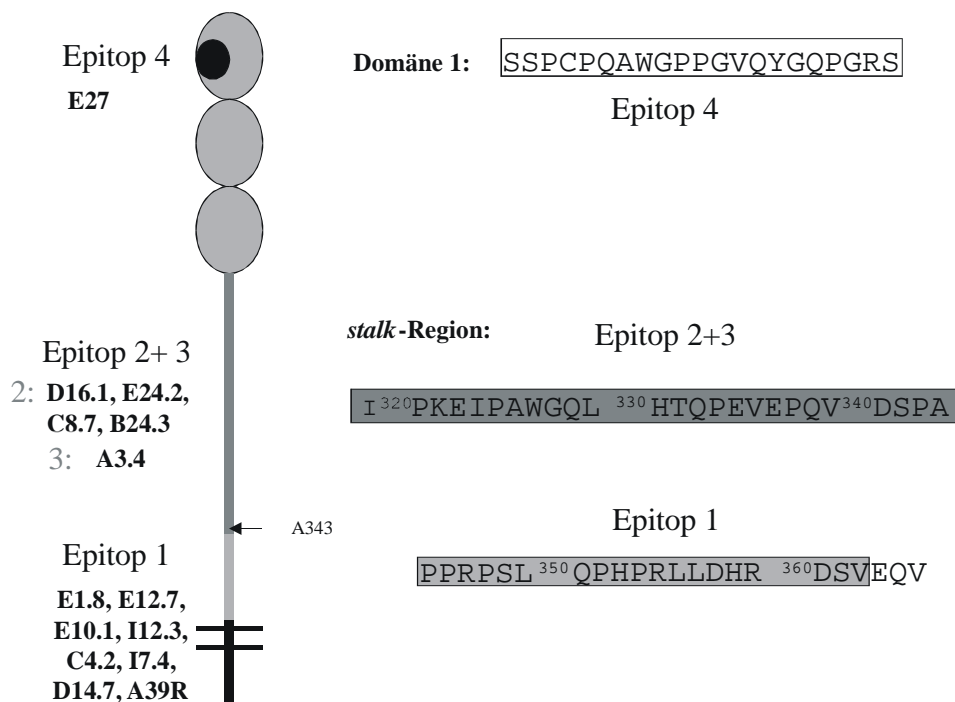 Epitop 4
E27
Domäne 1: SSPCPQAWGPPGVQYGQPGRS
Epitop 4
Epitop 2+ 3
2: D16.1, E24.2,
C8.7, B24.3
3: A3.4
stalk-Region: Epitop 2+3
I³²⁰PKEIPAWGQL ³³⁰HTQPEVEPQV³⁴⁰DSPA
A343
Epitop 1
E1.8, E12.7,
E10.1, I12.3,
C4.2, I7.4,
D14.7, A39R
Epitop 1
PPRPSL³⁵⁰QPHPRLLDHR ³⁶⁰DSVEQV